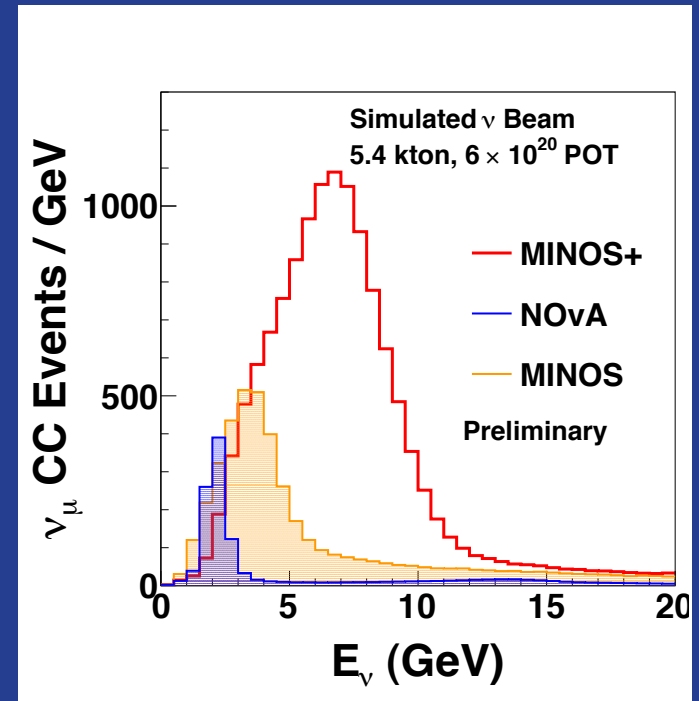 Simulated ν Beam
5.4 kton, 6 × 10²⁰ POT
1000
500
0
MINOS+
NOvA
MINOS
Preliminary
ν_μ CC Events / GeV
0 5 10 15 20
E_ν (GeV)